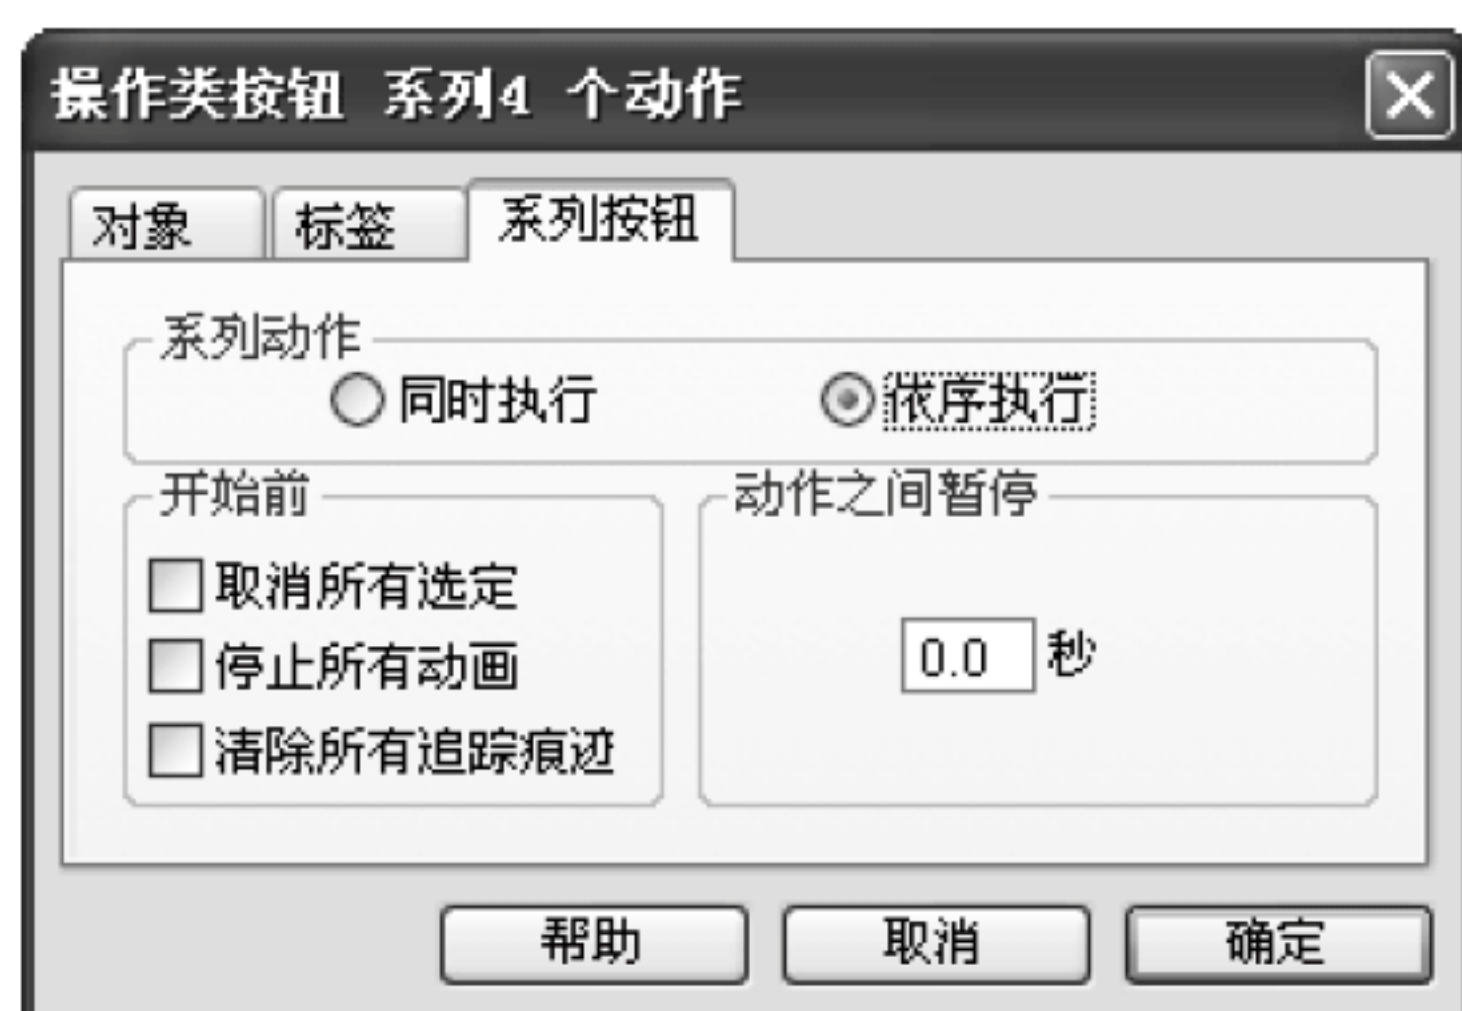 操作类按钮 系列4 个动作
对象 标签 系列按钮
系列动作
同时执行 依序执行
开始前 动作之间暂停
取消所有选定
停止所有动画
0.0 秒
清除所有追踪痕迹
帮助 取消 确定